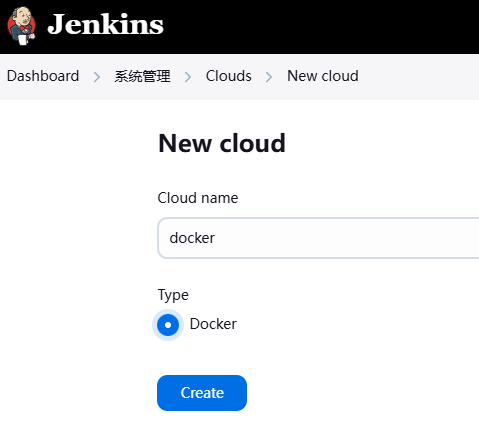 Jenkins
Dashboard 系统管理 Clouds New cloud
New cloud
Cloud name
docker
Type
Docker
Create